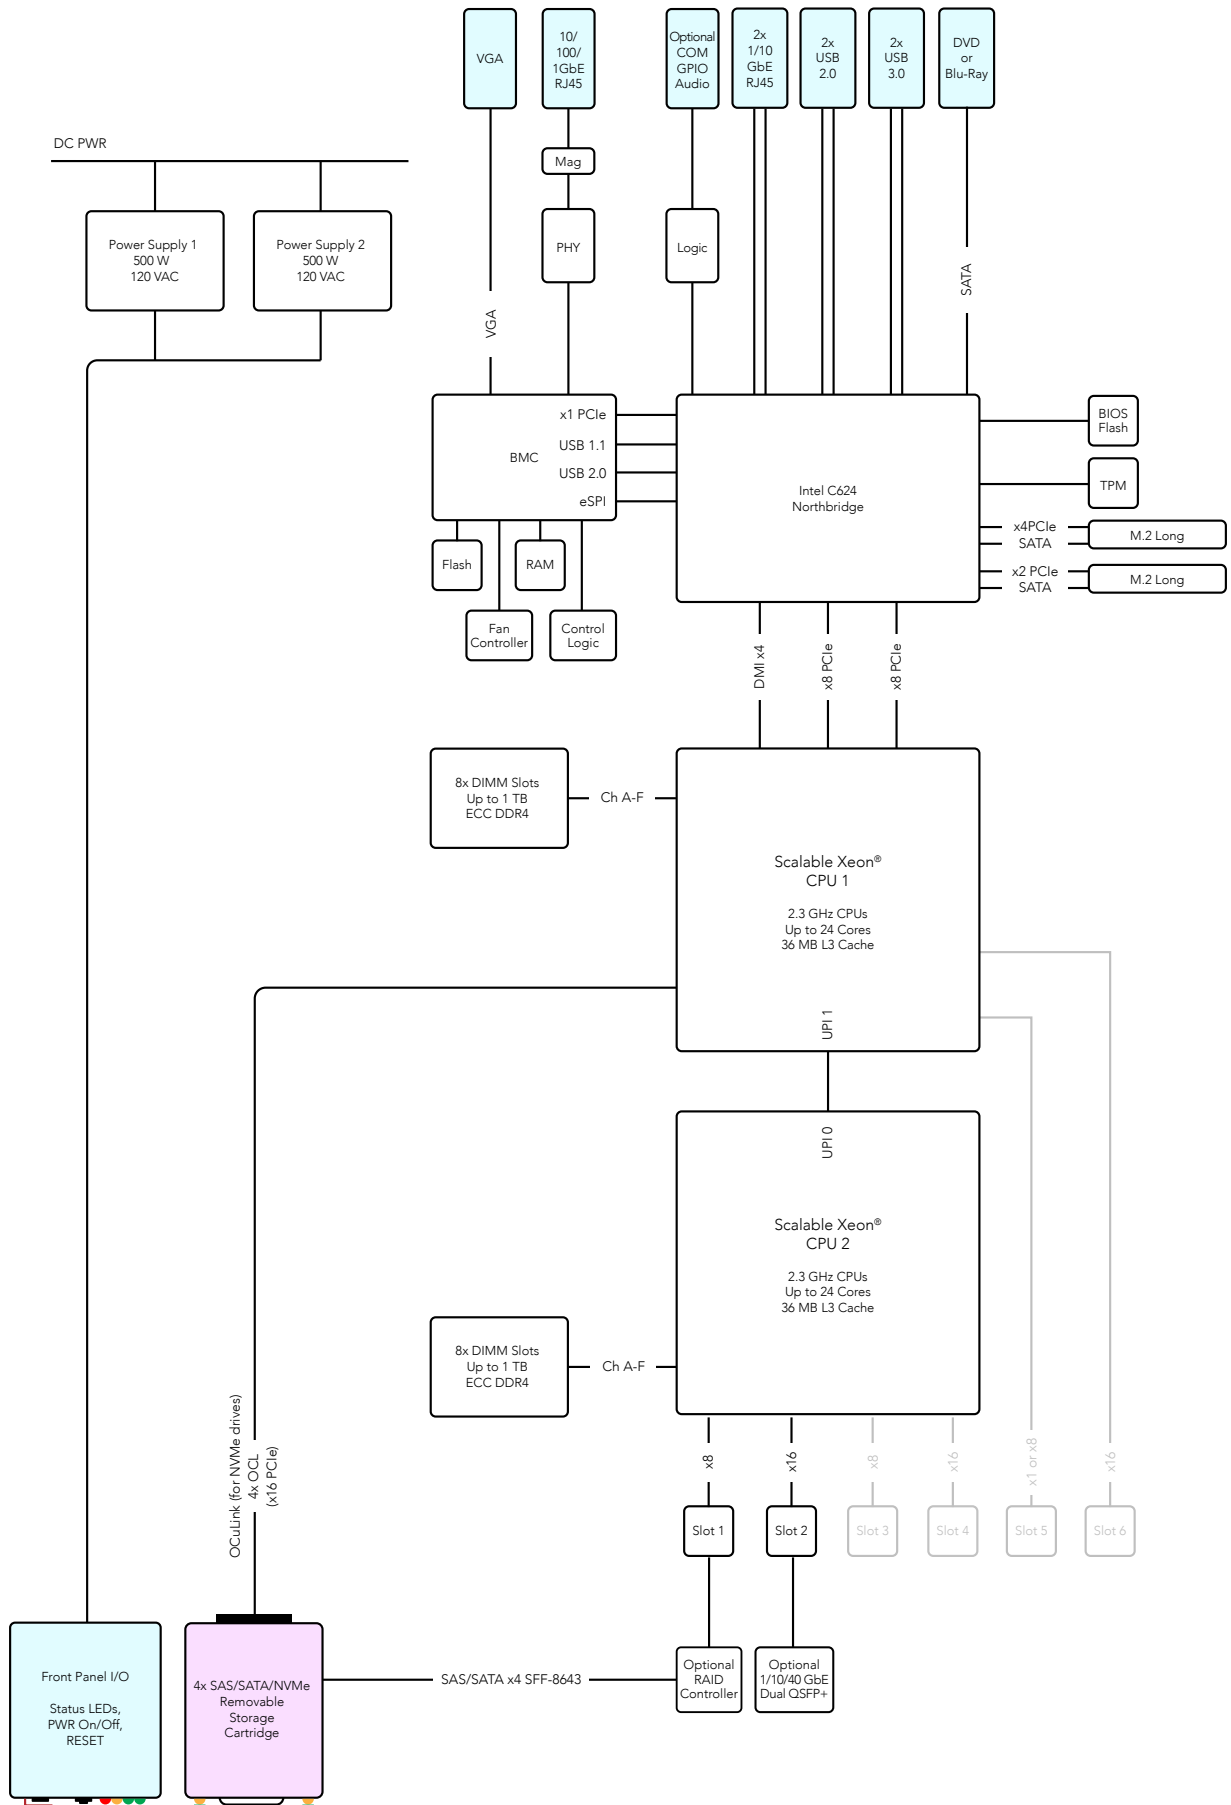 VGA
10/
100/
1GbE
RJ45
Optional
COM
GPIO
Audio
2x
1/10
GbE
RJ45
2x
USB
2.0
2x
USB
3.0
DVD
or
Blu-Ray
DC PWR
Mag
Power Supply 1
500 W
120 VAC
Power Supply 2
500 W
120 VAC
PHY
Logic
SATA
VGA
BMC
x1 PCIe
USB 1.1
USB 2.0
eSPI
Intel C624
Northbridge
BIOS
Flash
TPM
x4PCIe
SATA
M.2 Long
x2 PCIe
SATA
M.2 Long
Flash
RAM
Fan
Controller
Control
Logic
DMI x4
x8 PCIe
x8 PCIe
8x DIMM Slots
Up to 1 TB
ECC DDR4
Ch A-F
Scalable Xeon®
CPU 1
2.3 GHz CPUs
Up to 24 Cores
36 MB L3 Cache
UPI 1
UPI 0
Scalable Xeon®
CPU 2
2.3 GHz CPUs
Up to 24 Cores
36 MB L3 Cache
8x DIMM Slots
Up to 1 TB
ECC DDR4
Ch A-F
OCuLink (for NVMe drives)
4x OCL
(x16 PCIe)
x8
x16
x8
x16
x1 or x8
x16
Slot 1
Slot 2
Slot 3
Slot 4
Slot 5
Slot 6
Front Panel I/O
Status LEDs,
PWR On/Off,
RESET
4x SAS/SATA/NVMe
Removable
Storage
Cartridge
SAS/SATA x4 SFF-8643
Optional
RAID
Controller
Optional
1/10/40 GbE
Dual QSFP+